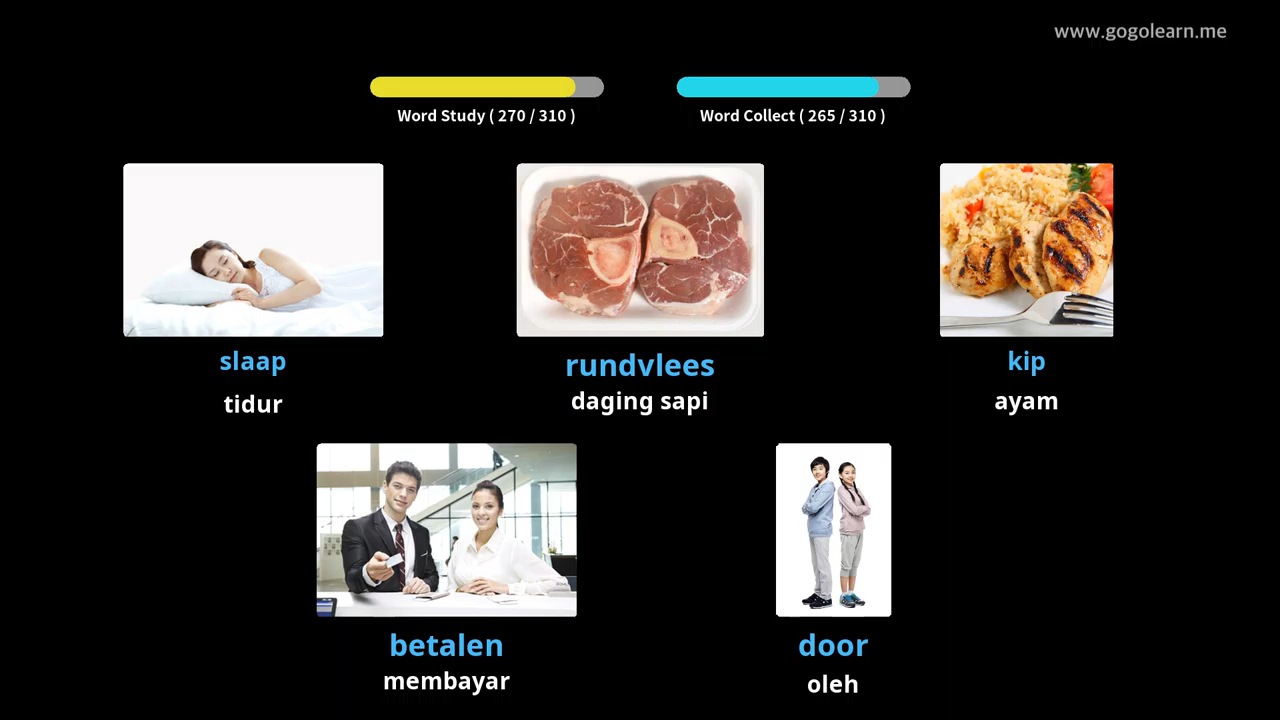 www.gogolearn.me
Word Study ( 270 / 310 )
Word Collect ( 265 / 310 )
slaap
tidur
rundvlees
daging sapi
kip
ayam
betalen
membayar
door
oleh